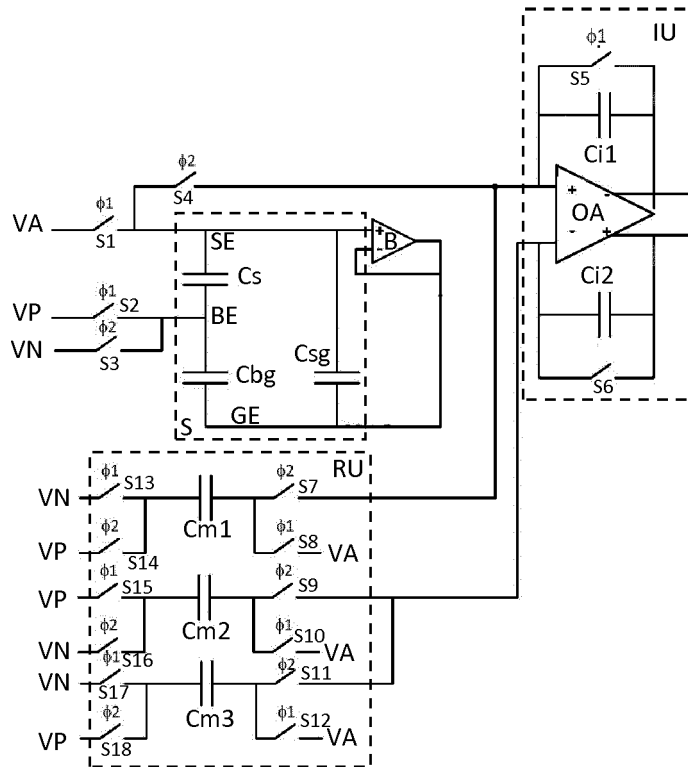 ϕ1
IU
S5
Ci1
ϕ2
S4
+
-
OA
-
+
ϕ1
VA
S1
SE
+
B
-
Cs
Ci2
ϕ1
VP
S2
BE
ϕ2
VN
S3
Csg
Cbg
S6
GE
S
RU
ϕ1
VN
S13
ϕ2
S7
Cm1
ϕ2
VP
S14
ϕ1
S8
VA
ϕ1
VP
S15
ϕ2
S9
Cm2
ϕ2
VN
S16
ϕ1
S10
VA
ϕ1
VN
S17
ϕ2
S11
Cm3
ϕ2
VP
S18
ϕ1
S12
VA